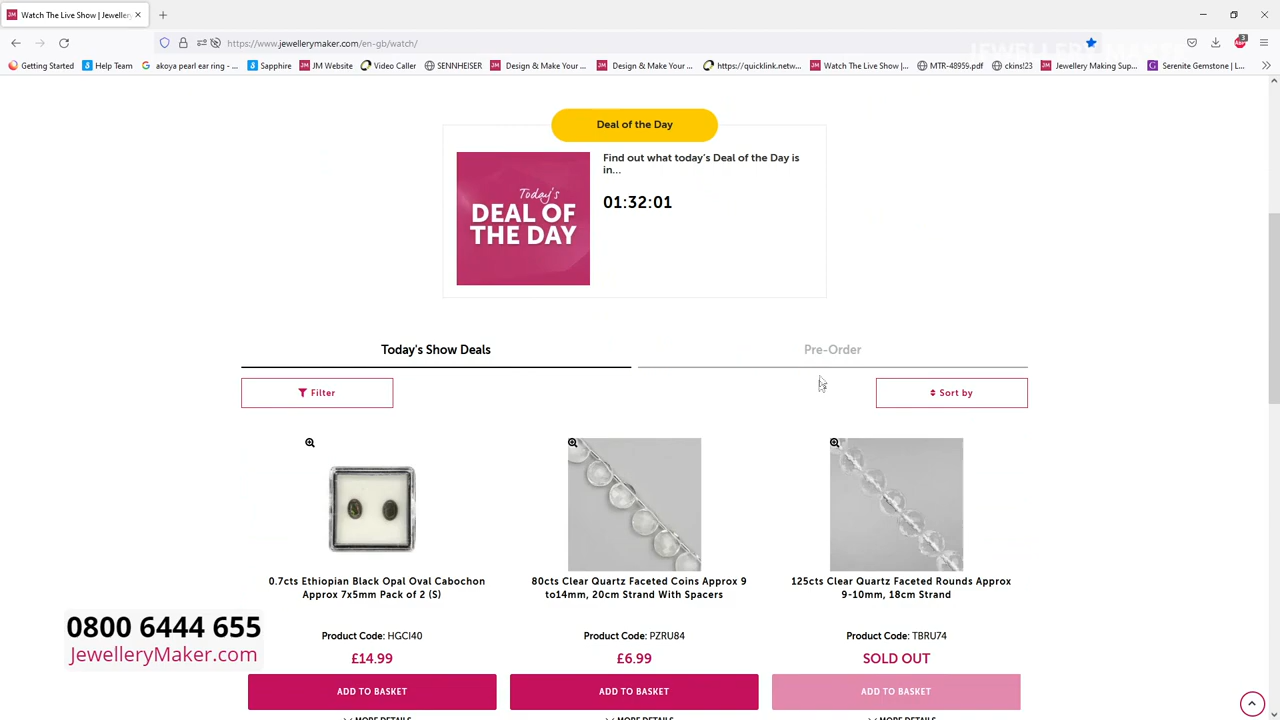 Watch The Live Show | Jeweller
https://www.jewellerymaker.com/en-gb/watch/
3
Getting Started
Help Team
akoya pearl ear ring - ...
Sapphire
JM Website
Video Caller
SENNHEISER
Design & Make Your ...
Design & Make Your ...
https://quicklink.netw...
Watch The Live Show |...
MTR-48959.pdf
ckins!23
Jewellery Making Sup...
Serenite Gemstone | L...
Deal of the Day
Find out what today's Deal of the Day is
in...
01:32:01
Today's
DEAL OF
THE DAY
Today's Show Deals
Pre-Order
Filter
Sort by
0.7cts Ethiopian Black Opal Oval Cabochon
Approx 7x5mm Pack of 2 (S)
80cts Clear Quartz Faceted Coins Approx 9
to14mm, 20cm Strand With Spacers
125cts Clear Quartz Faceted Rounds Approx
9-10mm, 18cm Strand
Product Code: HGCI40
Product Code: PZRU84
Product Code: TBRU74
£14.99
£6.99
SOLD OUT
ADD TO BASKET
ADD TO BASKET
ADD TO BASKET
MORE DETAILS
MORE DETAILS
MORE DETAILS
0800 6444 655
JewelleryMaker.com